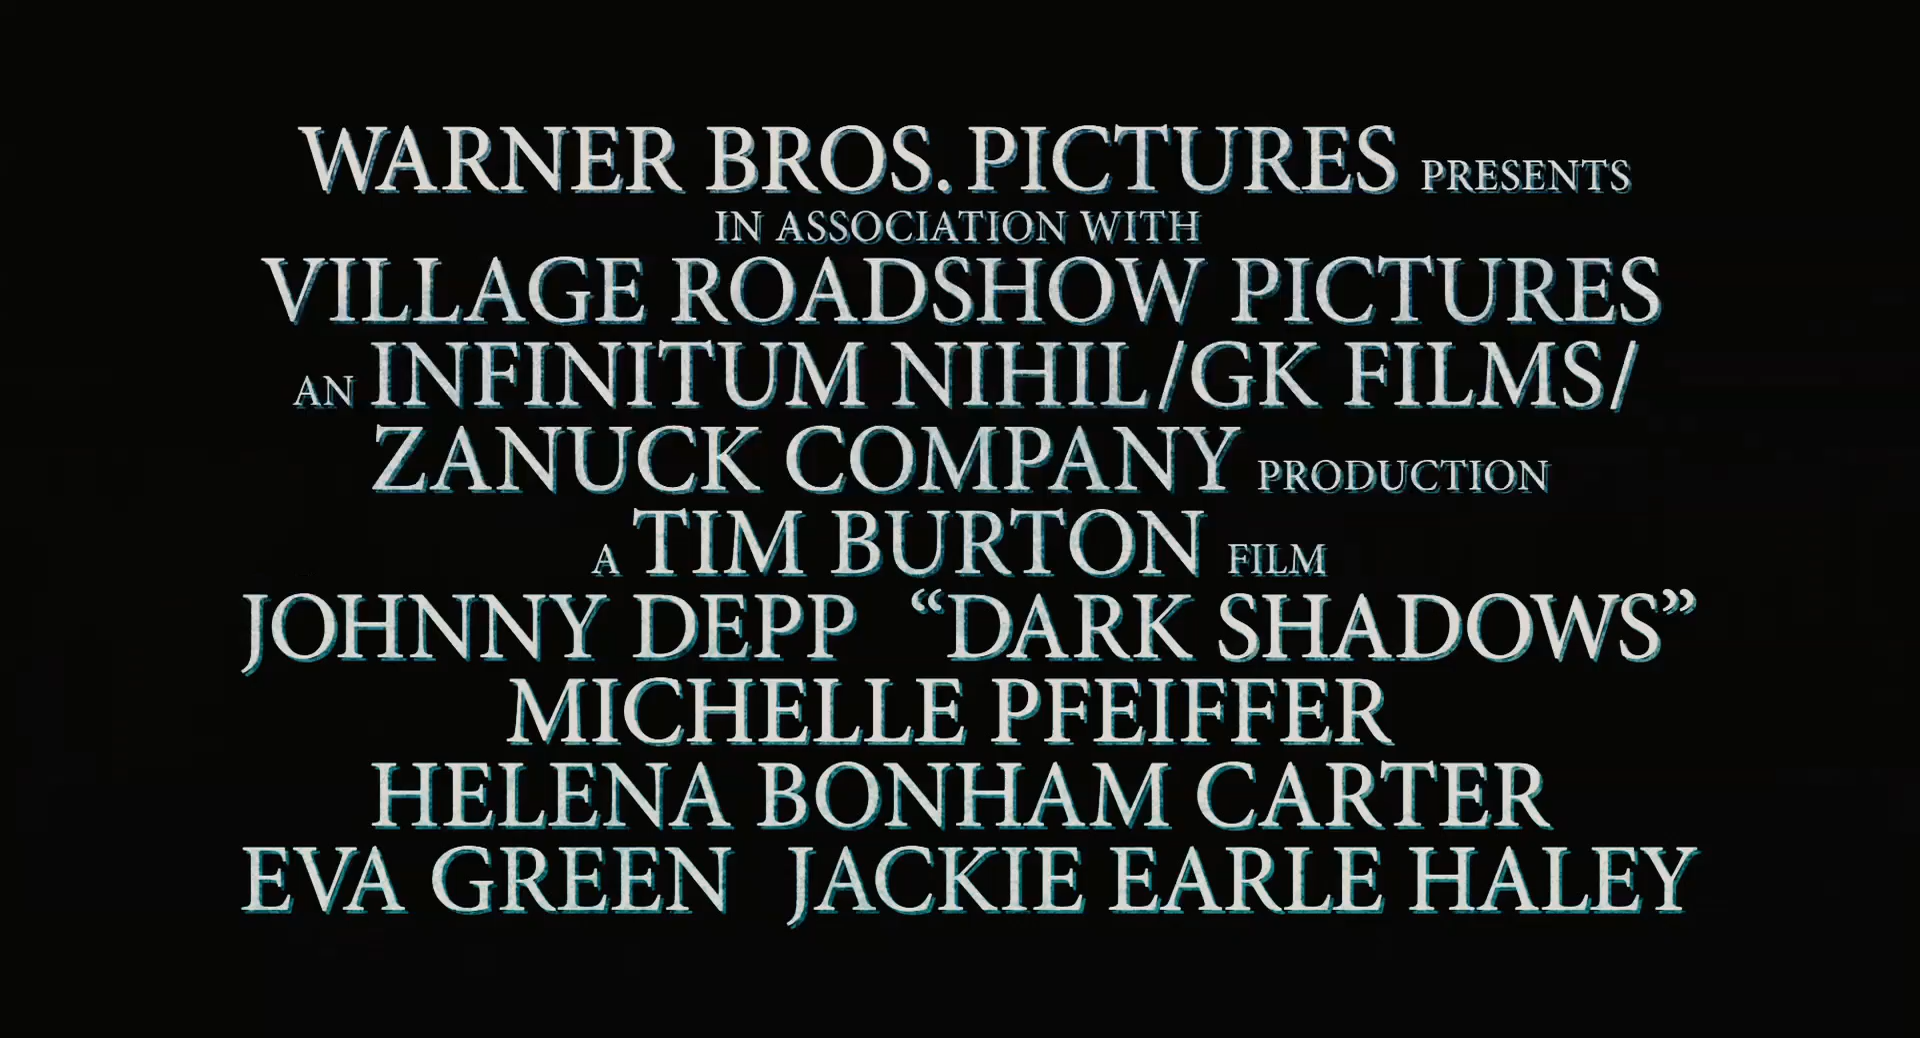 WARNER BROS. PICTURES PRESENTS
IN ASSOCIATION WITH
VILLAGE ROADSHOW PICTURES
AN INFINITUM NIHIL/GK FILMS/
ZANUCK COMPANY PRODUCTION
A TIM BURTON FILM
JOHNNY DEPP “DARK SHADOWS”
MICHELLE PFEIFFER
HELENA BONHAM CARTER
EVA GREEN JACKIE EARLE HALEY